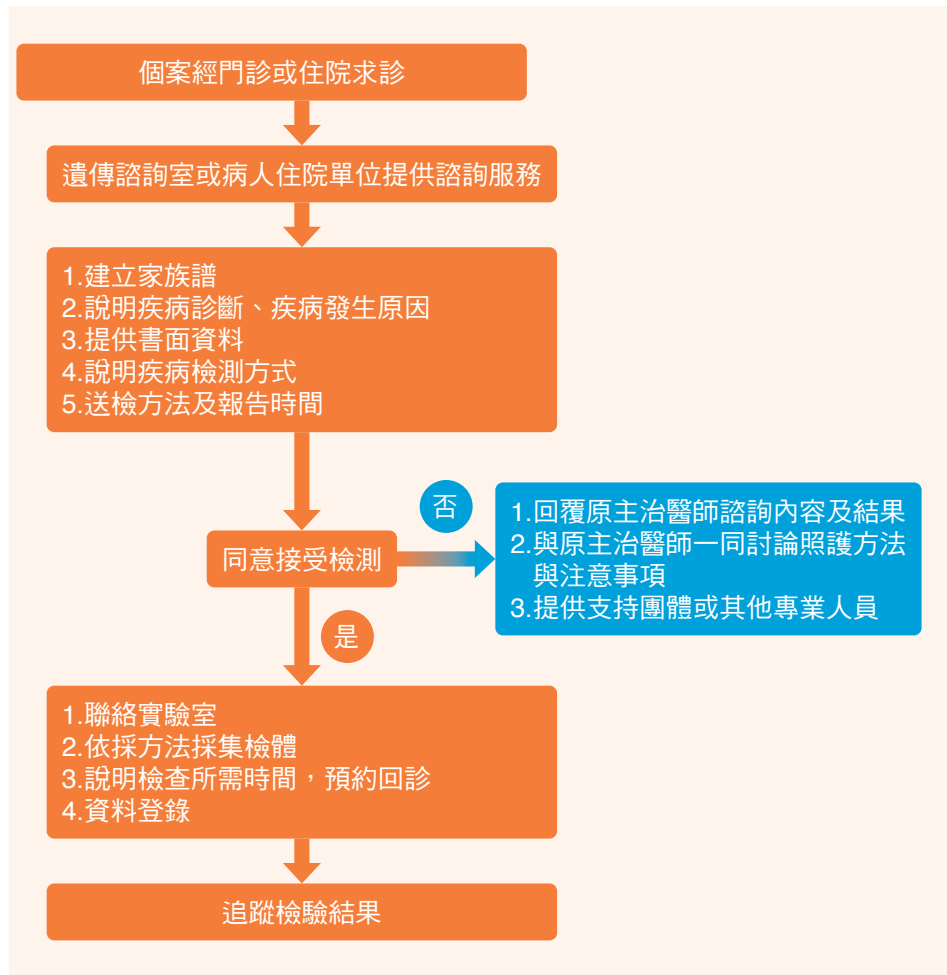 個案經門診或住院求診
遺傳諮詢室或病人住院單位提供諮詢服務
1.建立家族譜
2.說明疾病診斷、疾病發生原因
3.提供書面資料
4.說明疾病檢測方式
5.送檢方法及報告時間
同意接受檢測
否
1.回覆原主治醫師諮詢內容及結果
2.與原主治醫師一同討論照護方法
與注意事項
3.提供支持團體或其他專業人員
是
1.聯絡實驗室
2.依採方法採集檢體
3.說明檢查所需時間，預約回診
4.資料登錄
追蹤檢驗結果